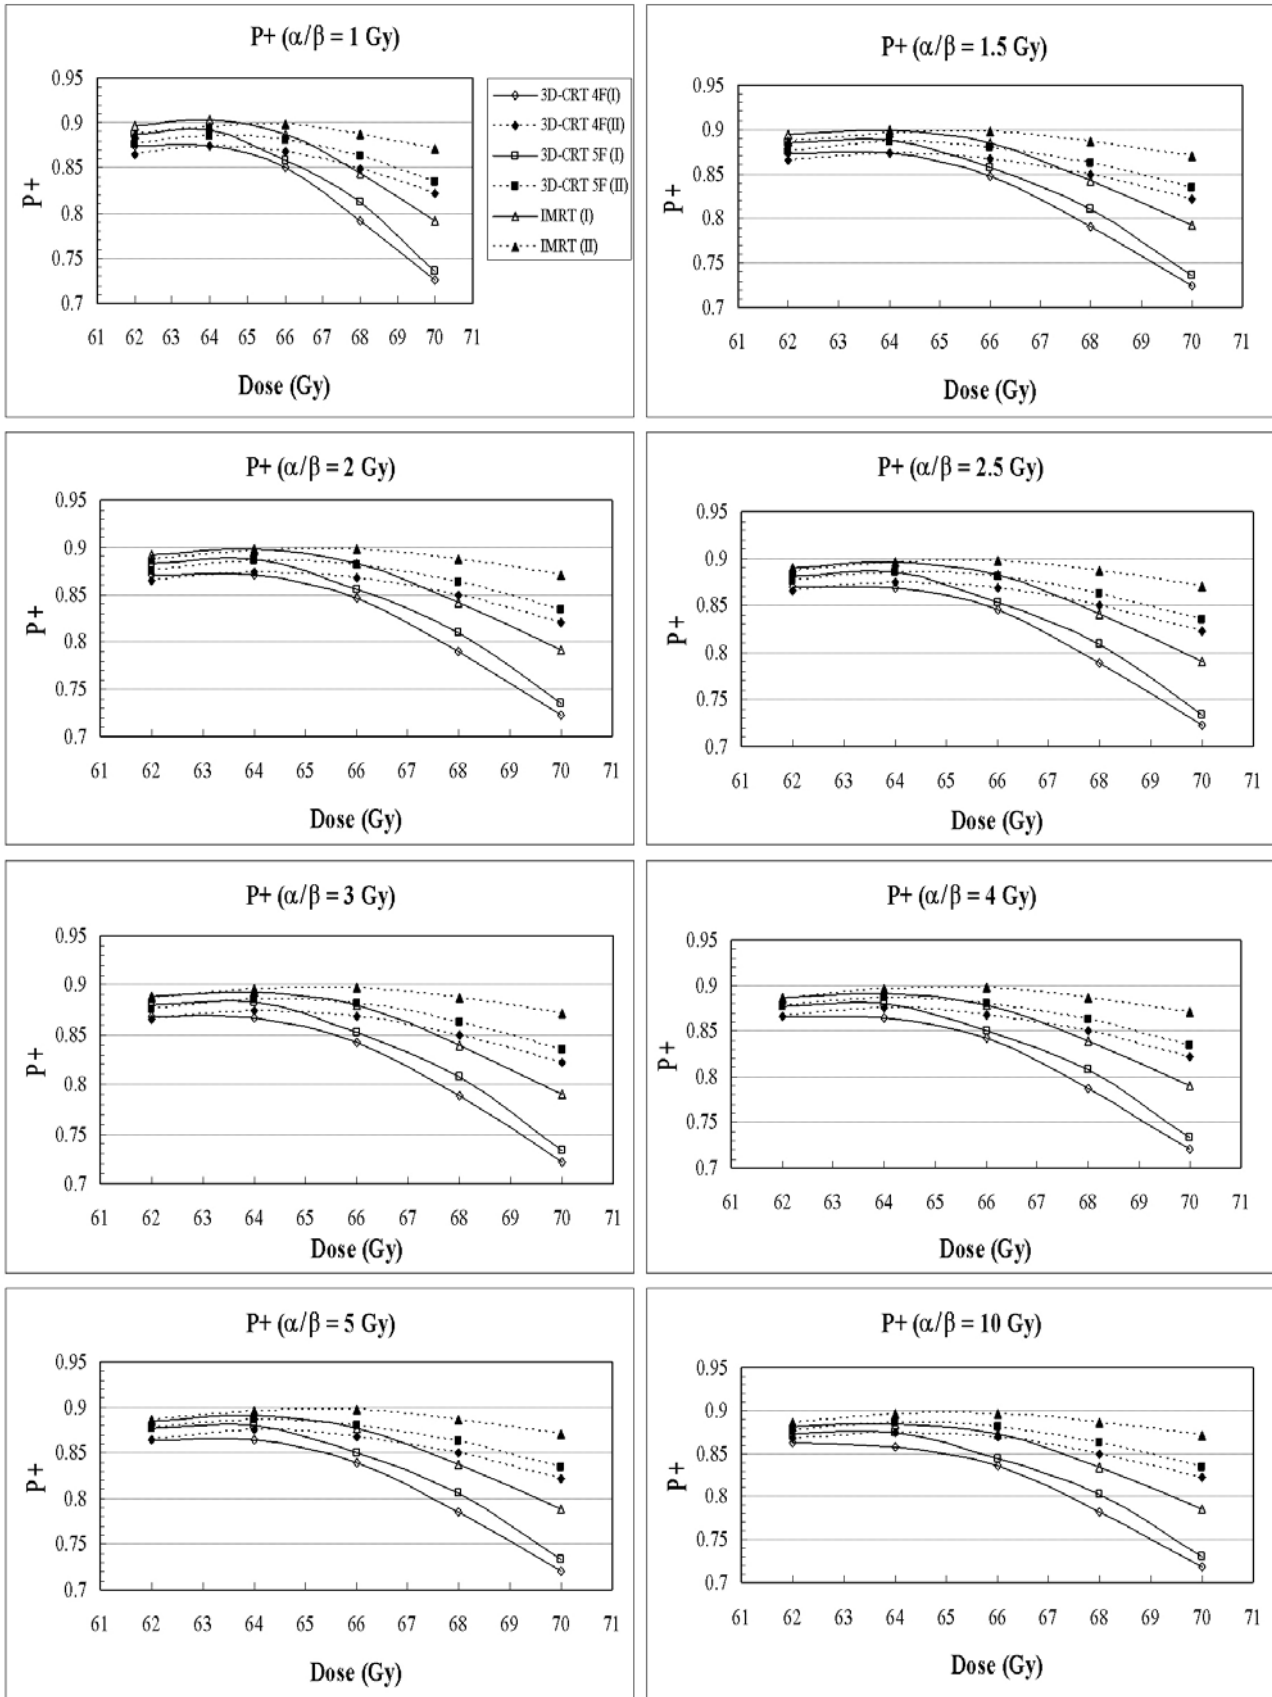 P+ (α/β = 1 Gy)
0.95
0.9
0.85
0.8
0.75
0.7
P+
61 62 63 64 65 66 67 68 69 70 71
Dose (Gy)
3D-CRT 4F(I)
3D-CRT 4F(II)
3D-CRT 5F (I)
3D-CRT 5F (II)
IMRT (I)
IMRT (II)
P+ (α/β = 1.5 Gy)
0.95
0.9
0.85
0.8
0.75
0.7
P+
61 62 63 64 65 66 67 68 69 70 71
Dose (Gy)
P+ (α/β = 2 Gy)
0.95
0.9
0.85
0.8
0.75
0.7
P+
61 62 63 64 65 66 67 68 69 70 71
Dose (Gy)
P+ (α/β = 2.5 Gy)
0.95
0.9
0.85
0.8
0.75
0.7
P+
61 62 63 64 65 66 67 68 69 70 71
Dose (Gy)
P+ (α/β = 3 Gy)
0.95
0.9
0.85
0.8
0.75
0.7
P+
61 62 63 64 65 66 67 68 69 70 71
Dose (Gy)
P+ (α/β = 4 Gy)
0.95
0.9
0.85
0.8
0.75
0.7
P+
61 62 63 64 65 66 67 68 69 70 71
Dose (Gy)
P+ (α/β = 5 Gy)
0.95
0.9
0.85
0.8
0.75
0.7
P+
61 62 63 64 65 66 67 68 69 70 71
Dose (Gy)
P+ (α/β = 10 Gy)
0.95
0.9
0.85
0.8
0.75
0.7
P+
61 62 63 64 65 66 67 68 69 70 71
Dose (Gy)